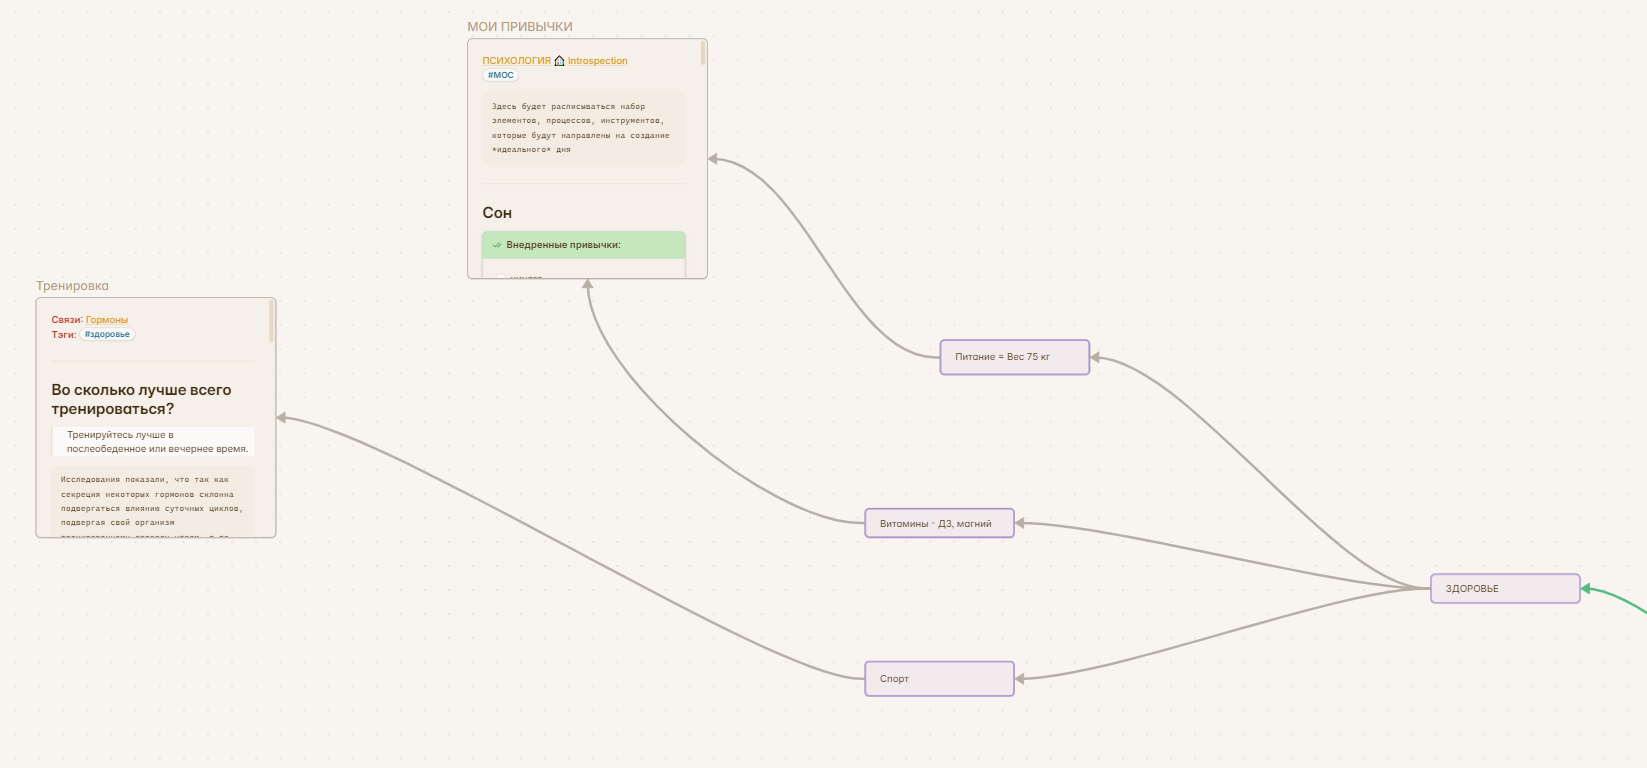 МОИ ПРИВЫЧКИ
ПСИХОЛОГИЯ 🏠 Introspection
#МОС
Здесь будет расписываться набор
элементов, процессов, инструментов,
которые будут направлены на создание
*идеального* дня
Сон
Внедренные привычки:
Тренировка
Связи: Гормоны
Тэги: #здоровье
Во сколько лучше всего
тренироваться?
Тренируйтесь лучше в
послеобеденное или вечернее время.
Исследования показали, что так как
секреция некоторых гормонов склонна
подвергаться влиянию суточных циклов,
подвергая свой организм
Питание = Вес 75 кг
Витамины - Д3, магний
ЗДОРОВЬЕ
Спорт